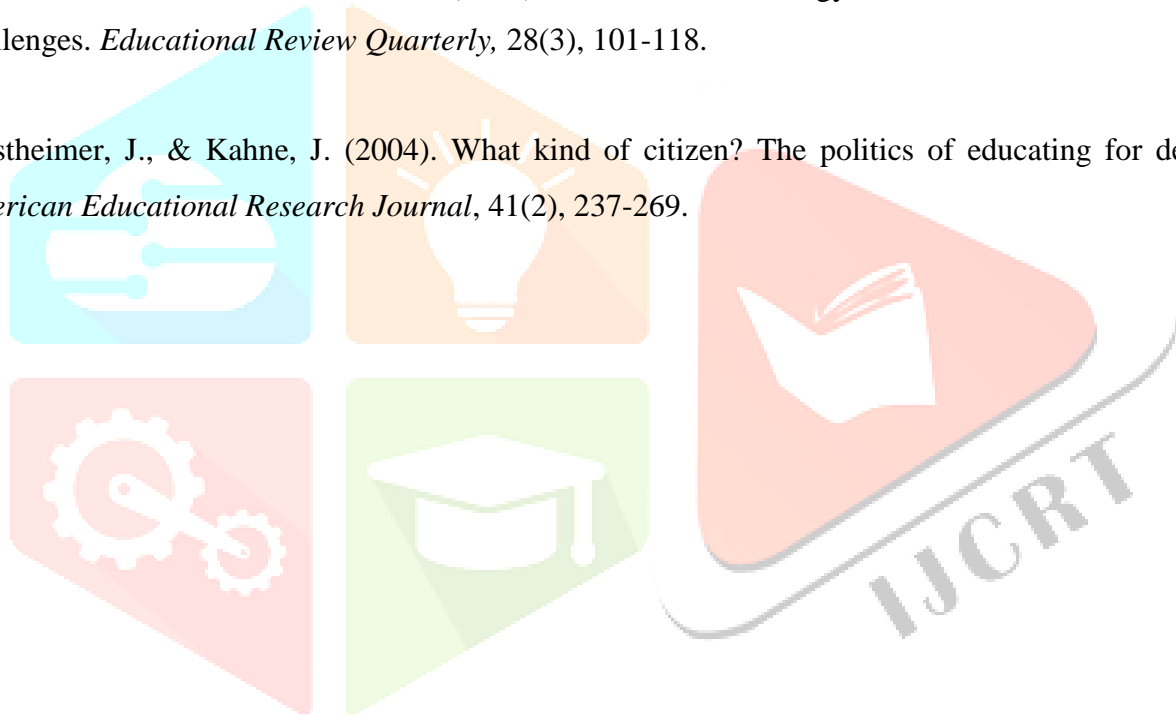 llenges. Educational Review Quarterly, 28(3), 101-118.
stheimer, J., & Kahne, J. (2004). What kind of citizen? The politics of educating for de
erican Educational Research Journal, 41(2), 237-269.
IJCRT